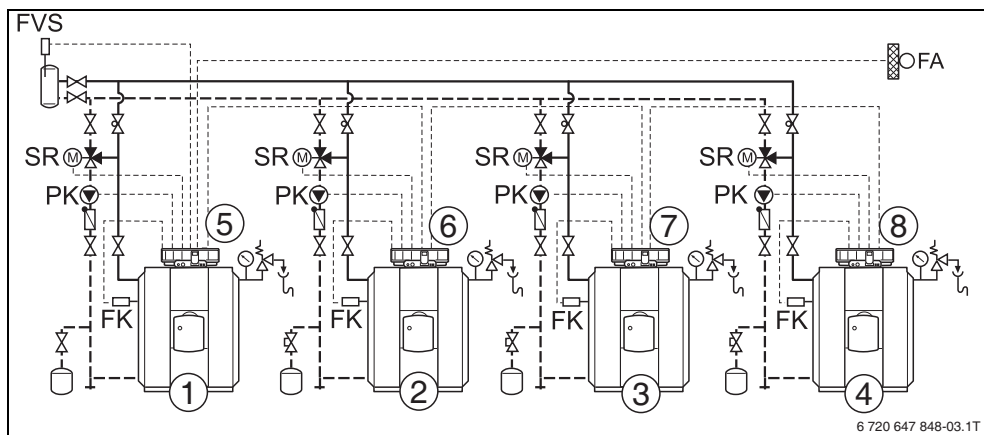 FVS
FA
SR M SR M SR M SR M
PK PK PK PK
5 6 7 8
FK FK FK FK
1 2 3 4
6 720 647 848-03.1T